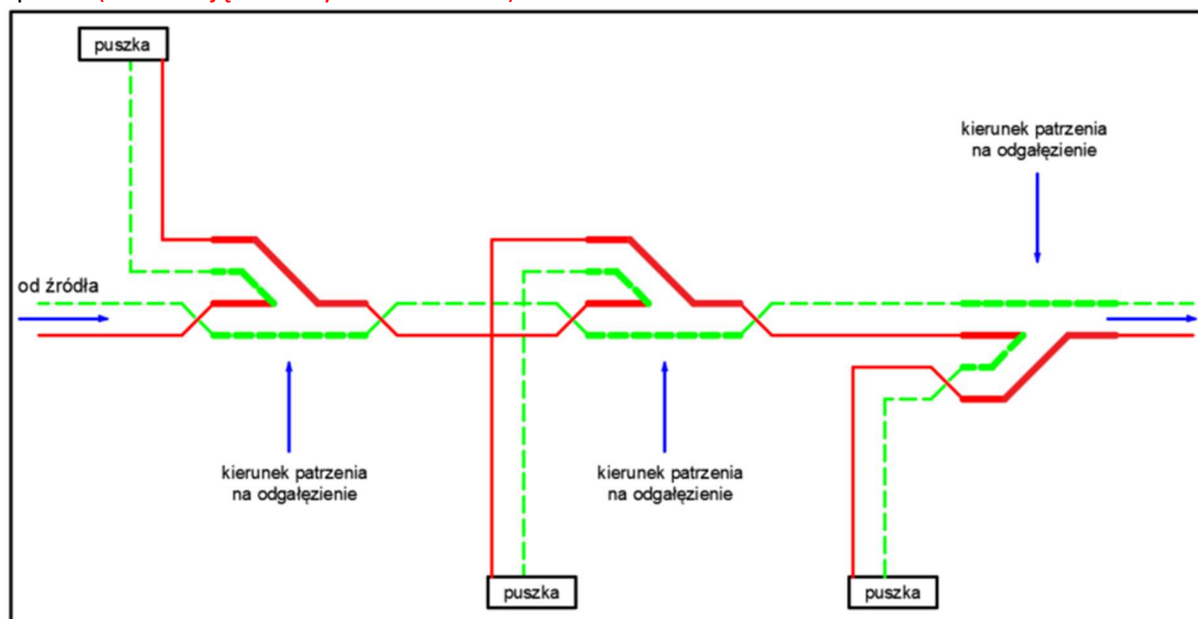 puszka
kierunek patrzenia
na odgałęzienie
od źródła
kierunek patrzenia
na odgałęzienie
kierunek patrzenia
na odgałęzienie
puszka
puszka